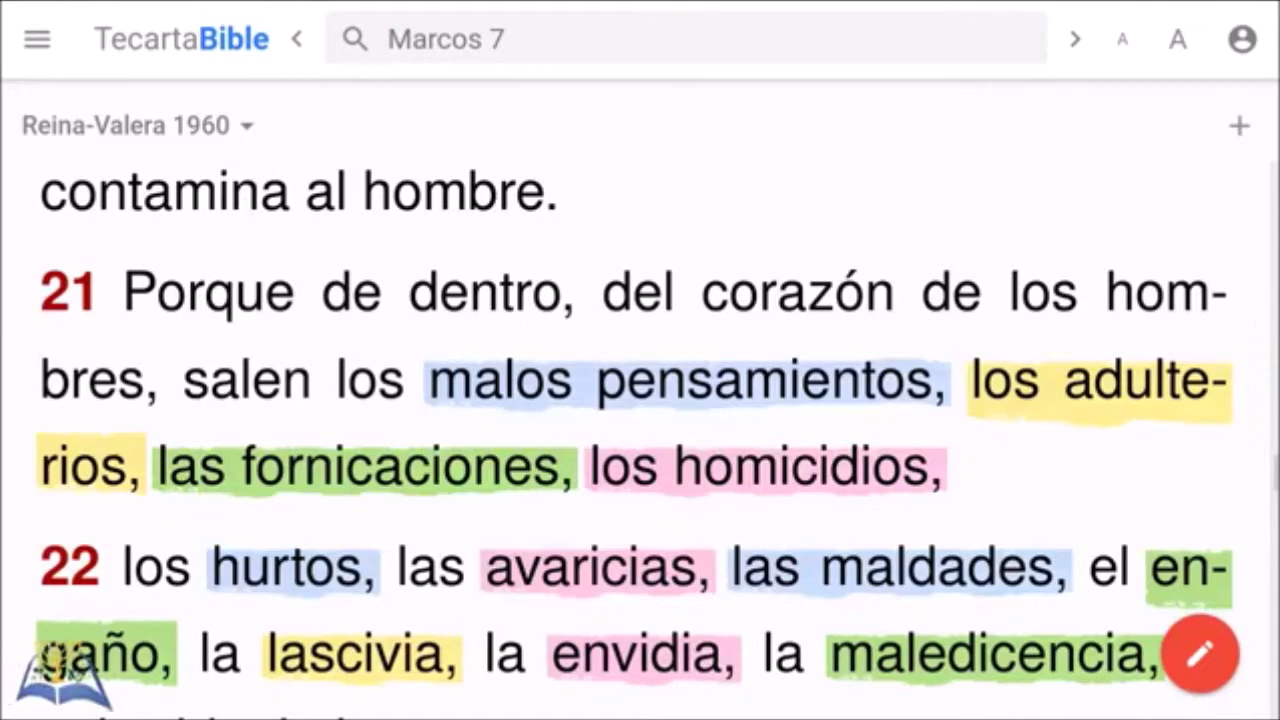 TecartaBible
Marcos 7
A A
Reina-Valera 1960
contamina al hombre.
21 Porque de dentro, del corazón de los hom-
bres, salen los malos pensamientos, los adulte-
rios, las fornicaciones, los homicidios,
22 los hurtos, las avaricias, las maldades, el en-
gaño, la lascivia, la envidia, la maledicencia,